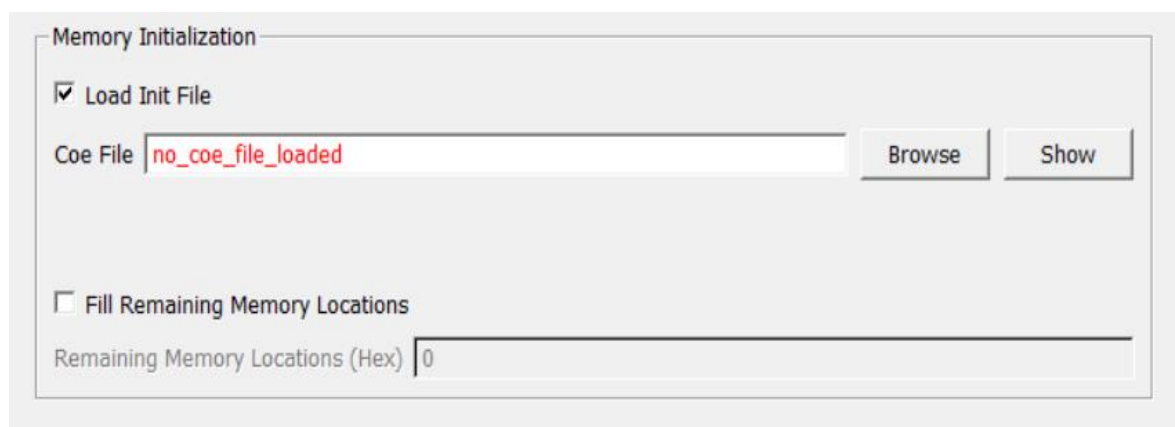 Memory Initialization
Load Init File
Coe File no_coe_file_loaded Browse Show
Fill Remaining Memory Locations
Remaining Memory Locations (Hex) 0